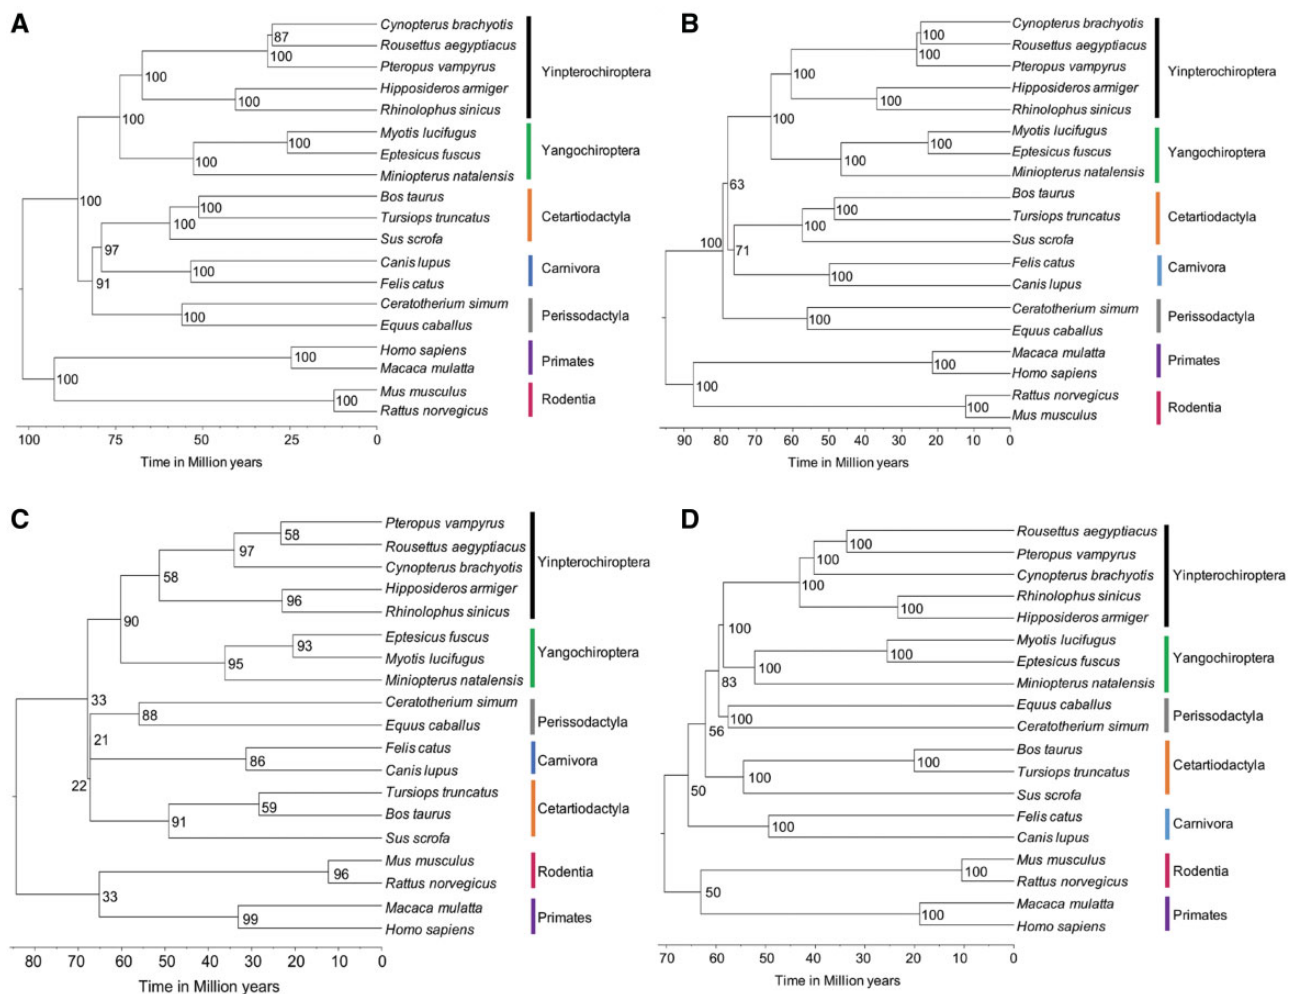 A
Cynopterus brachyotis
87
Rousettus aegyptiacus
100
Pteropus vampyrus
Yinpterochiroptera
100
Hipposideros armiger
100
Rhinolophus sinicus
100
Myotis lucifugus
100
Eptesicus fuscus
Yangochiroptera
100
Miniopterus natalensis
100
Bos taurus
100
Tursiops truncatus
Cetartiodactyla
100
Sus scrofa
97
Canis lupus
100
Carnivora
Felis catus
91
Ceratotherium simum
100
Perissodactyla
Equus caballus
Homo sapiens
100
Primates
Macaca mulatta
100
Mus musculus
100
Rodentia
Rattus norvegicus
100 75 50 25 0
Time in Million years
B
Cynopterus brachyotis
100
Rousettus aegyptiacus
100
Pteropus vampyrus
Yinpterochiroptera
100
Hipposideros armiger
100
Rhinolophus sinicus
100
Myotis lucifugus
100
Eptesicus fuscus
Yangochiroptera
100
Miniopterus natalensis
63
Bos taurus
100
Tursiops truncatus
Cetartiodactyla
100
Sus scrofa
100
71
Felis catus
Carnivora
100
Canis lupus
Ceratotherium simum
100
Perissodactyla
Equus caballus
Macaca mulatta
100
Primates
Homo sapiens
100
Rattus norvegicus
100
Rodentia
Mus musculus
90 80 70 60 50 40 30 20 10 0
Time in Million years
C
Pteropus vampyrus
58
Rousettus aegyptiacus
97
Yinpterochiroptera
Cynopterus brachyotis
58
Hipposideros armiger
96
Rhinolophus sinicus
90
Eptesicus fuscus
93
Yangochiroptera
Myotis lucifugus
95
Miniopterus natalensis
33
Ceratotherium simum
88
Perissodactyla
Equus caballus
21
Felis catus
86
Carnivora
Canis lupus
22
Tursiops truncatus
59
Cetartiodactyla
Bos taurus
91
Sus scrofa
Mus musculus
96
Rodentia
Rattus norvegicus
33
Macaca mulatta
99
Primates
Homo sapiens
80 70 60 50 40 30 20 10 0
Time in Million years
D
Rousettus aegyptiacus
100
Pteropus vampyrus
100
Cynopterus brachyotis
Yinpterochiroptera
100
Rhinolophus sinicus
100
Hipposideros armiger
100
Myotis lucifugus
100
Yangochiroptera
Eptesicus fuscus
100
83
Miniopterus natalensis
Equus caballus
100
Perissodactyla
Ceratotherium simum
56
Bos taurus
100
Cetartiodactyla
Tursiops truncatus
100
50
Sus scrofa
Felis catus
100
Carnivora
Canis lupus
Mus musculus
100
Rodentia
Rattus norvegicus
50
Macaca mulatta
100
Primates
Homo sapiens
70 60 50 40 30 20 10 0
Time in Million years